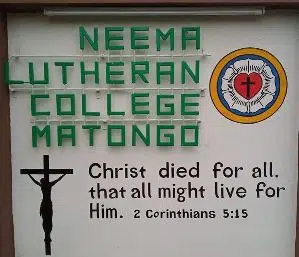 NEEMA
LUTHERAN
COLLEGE
MATONGO
Christ died for all,
that all might live for
Him. 2 Corinthians 5:15